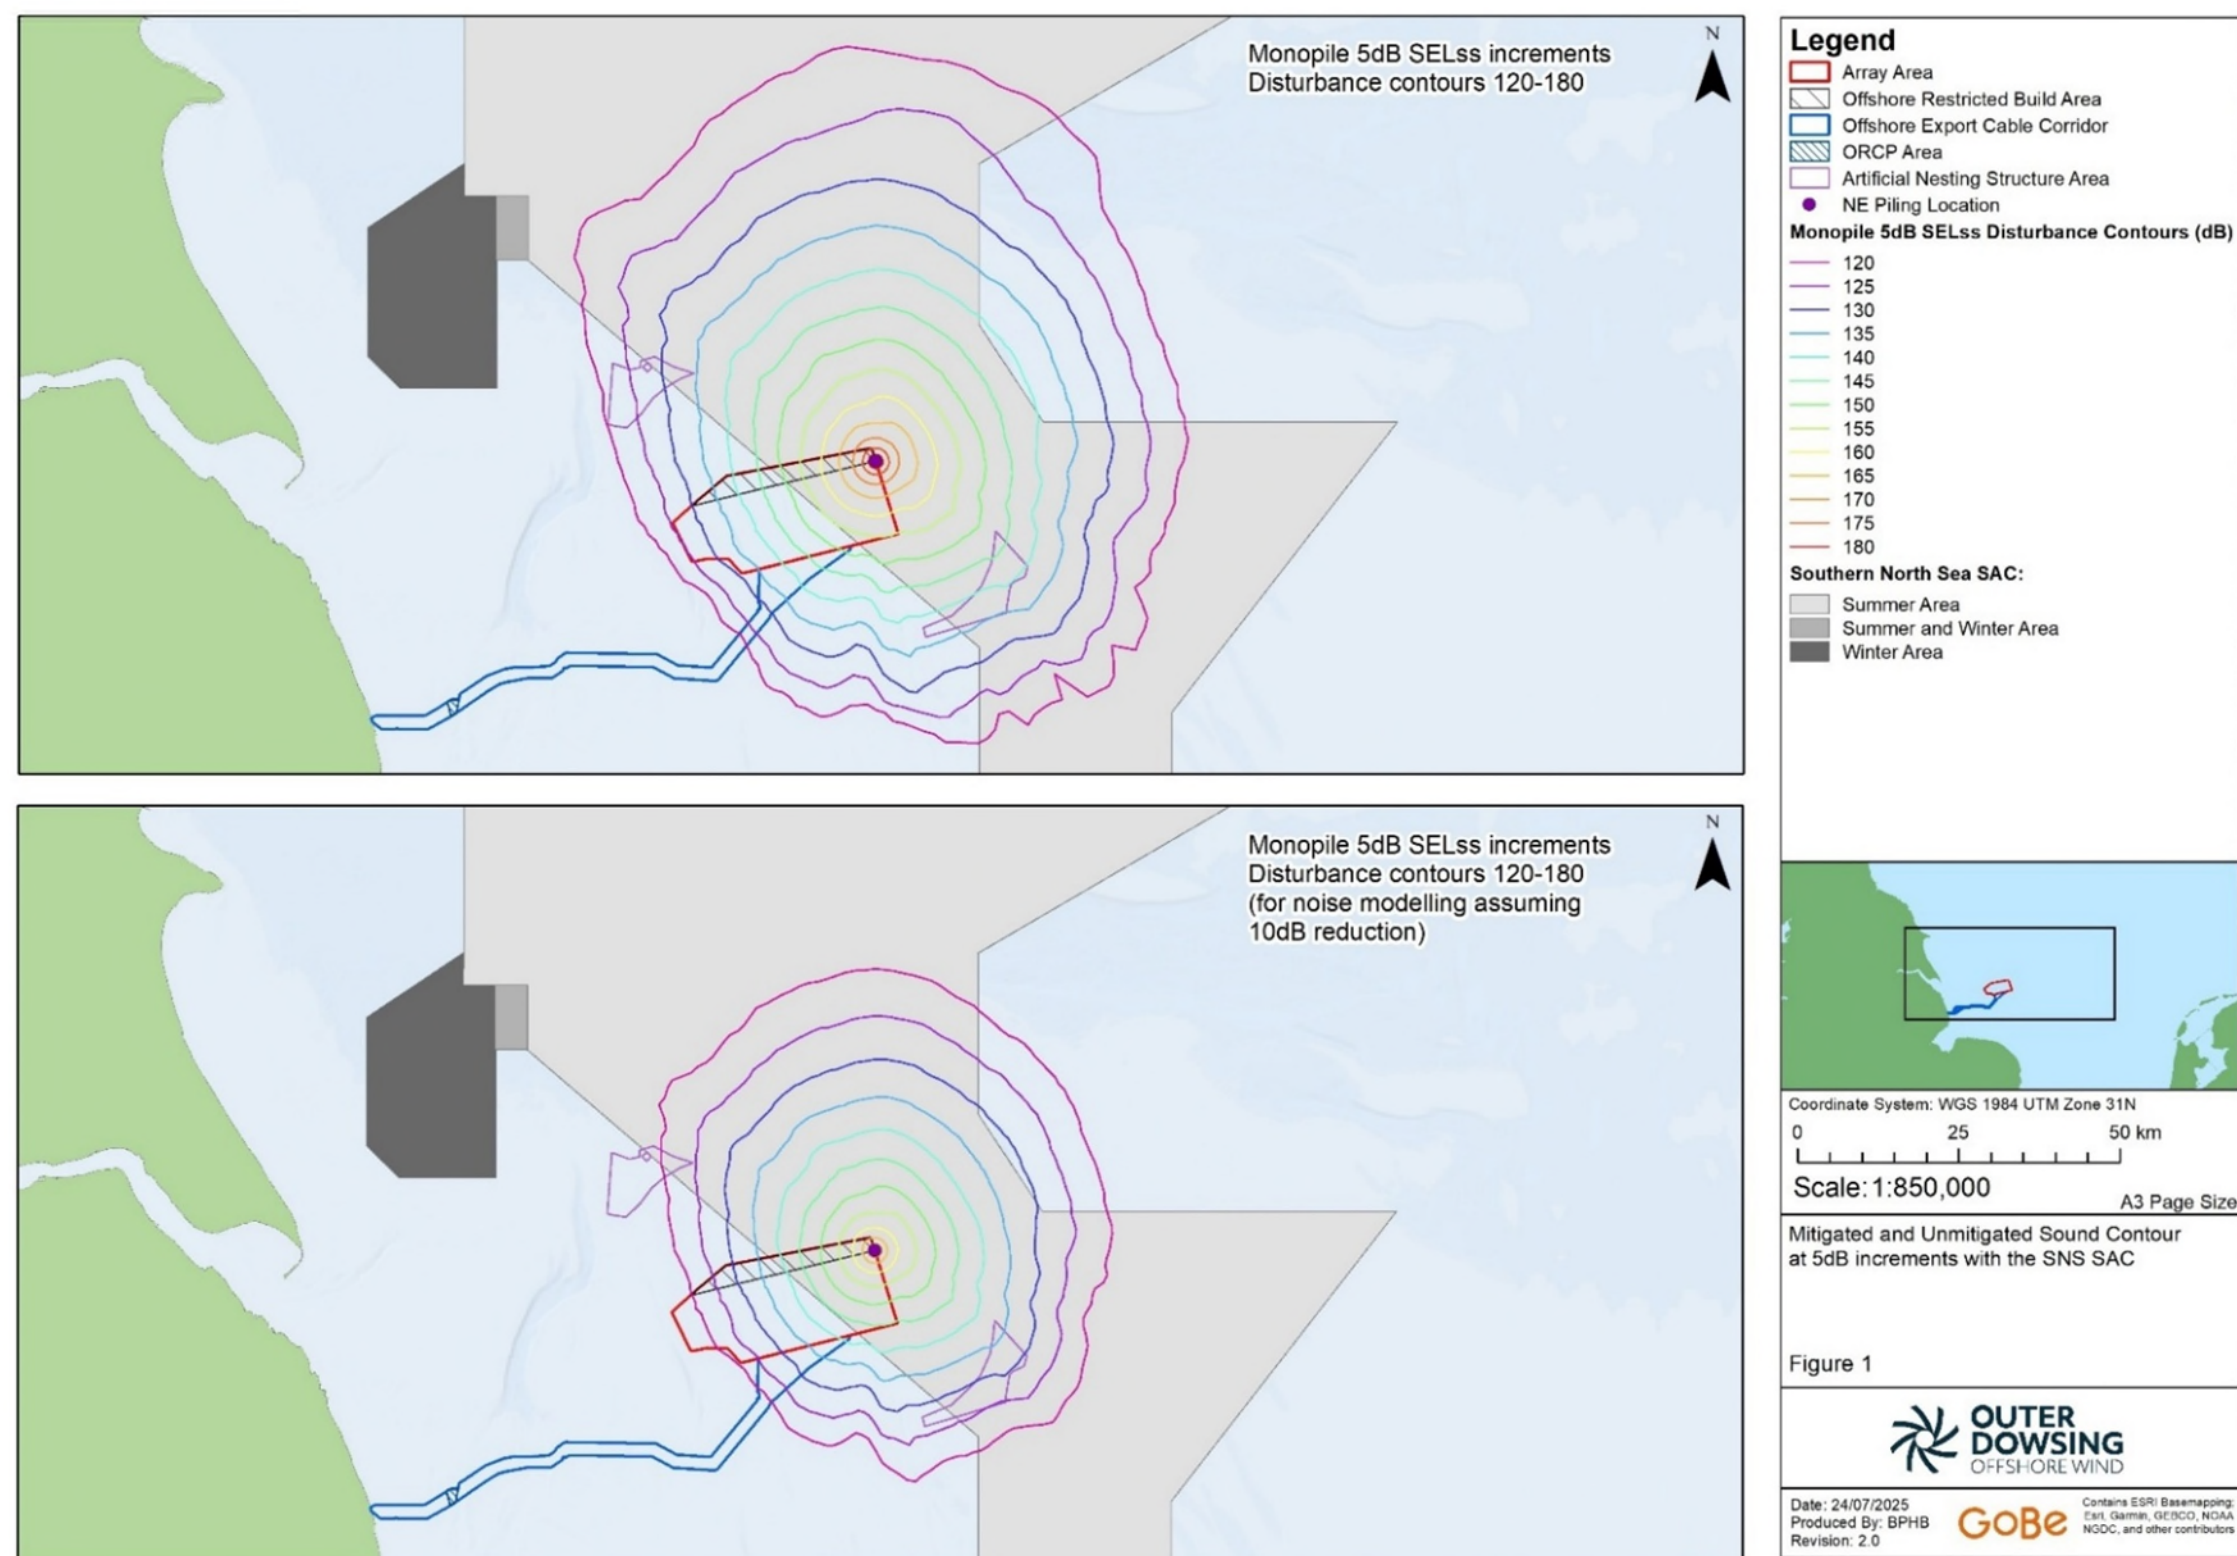 Monopile 5dB SELss increments
Disturbance contours 120-180
N
Monopile 5dB SELss increments
Disturbance contours 120-180
(for noise modelling assuming
10dB reduction)
N
Legend
Array Area
Offshore Restricted Build Area
Offshore Export Cable Corridor
ORCP Area
Artificial Nesting Structure Area
NE Piling Location
Monopile 5dB SELss Disturbance Contours (dB)
120
125
130
135
140
145
150
155
160
165
170
175
180
Southern North Sea SAC:
Summer Area
Summer and Winter Area
Winter Area
Coordinate System: WGS 1984 UTM Zone 31N
0 25 50 km
Scale: 1:850,000
A3 Page Size
Mitigated and Unmitigated Sound Contour
at 5dB increments with the SNS SAC
Figure 1
OUTER
DOWSING
OFFSHORE WIND
Date: 24/07/2025
Produced By: BPHB
Revision: 2.0
GoBe
Contains ESRI Basemapping:
Esri, Garmin, GEBCO, NOAA
NGDC, and other contributors